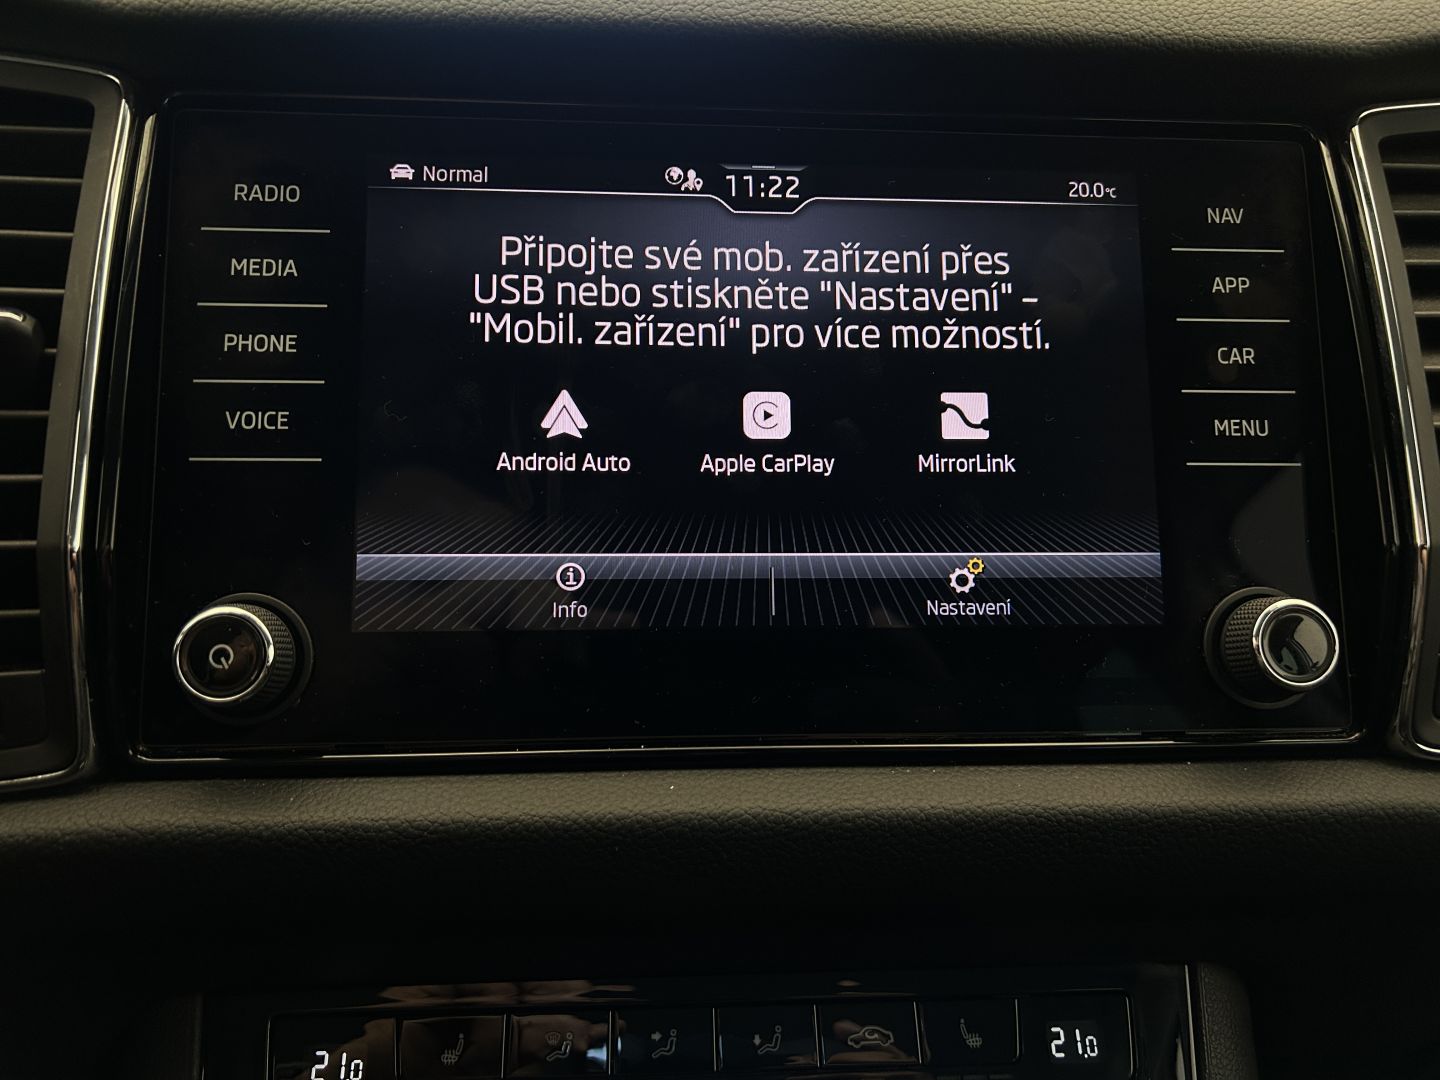 RADIO
MEDIA
PHONE
VOICE
Normal
11:22
20.0°C
Připojte své mob. zařízení přes
USB nebo stiskněte "Nastavení" –
"Mobil. zařízení" pro více možností.
Android Auto
Apple CarPlay
MirrorLink
Info
Nastavení
NAV
APP
CAR
MENU
21.0
21.0